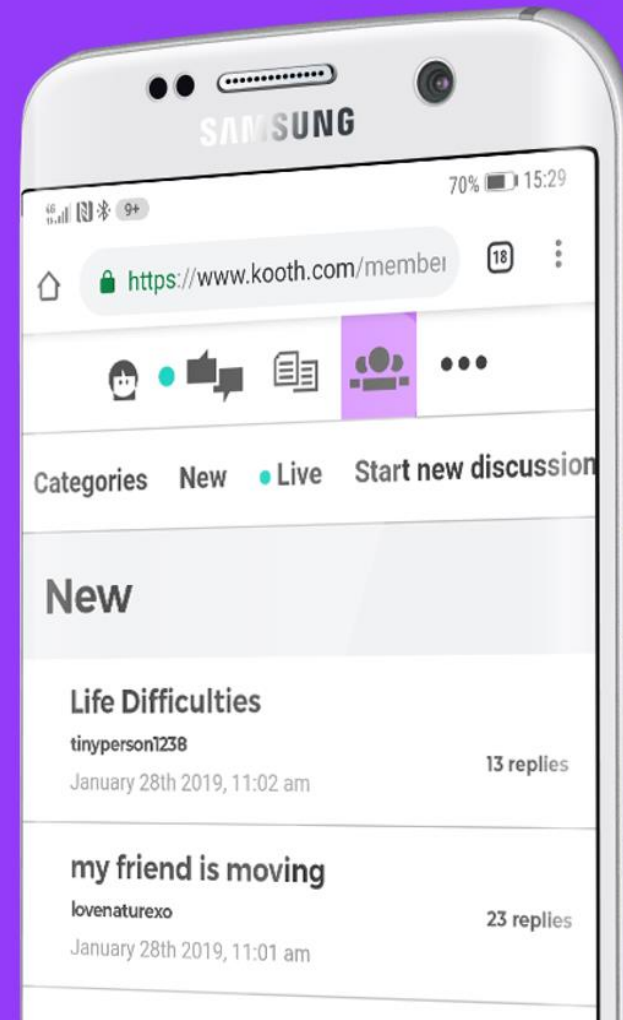 SAMSUNG
9+
70% 15:29
https://www.kooth.com/member
18
Categories New Live Start new discussion
New
Life Difficulties
tinyperson1238
January 28th 2019, 11:02 am
13 replies
my friend is moving
lovenaturexo
January 28th 2019, 11:01 am
23 replies